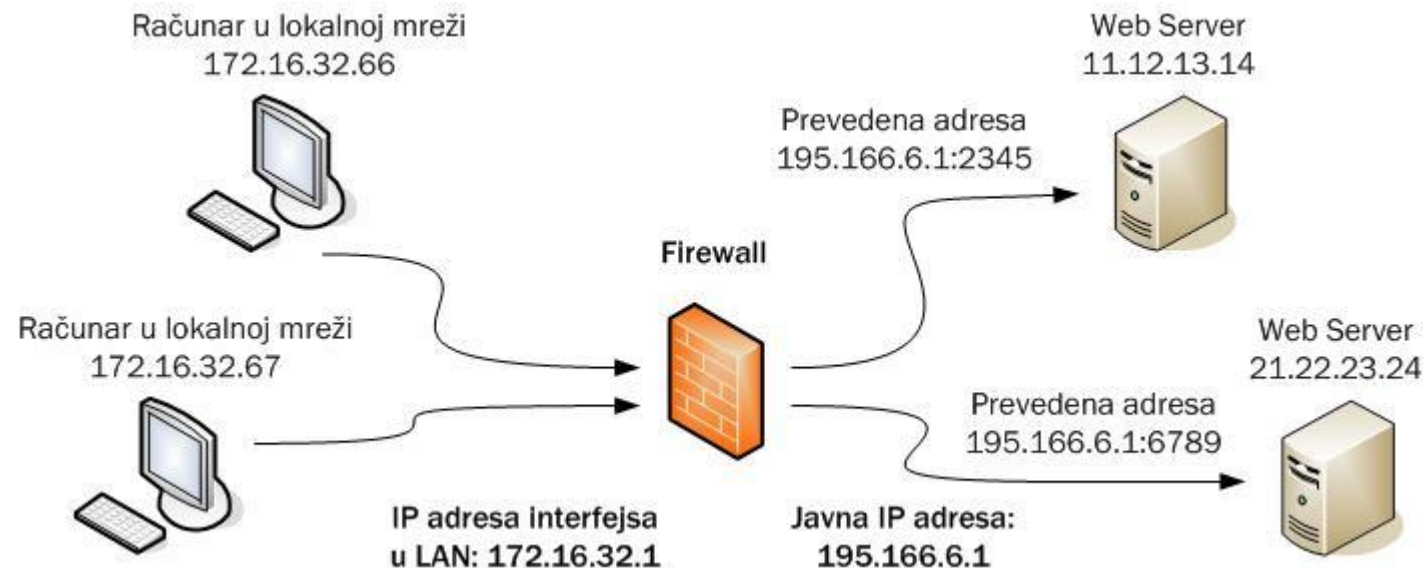 Računar u lokalnoj mreži
172.16.32.66
Web Server
11.12.13.14
Prevedena adresa
195.166.6.1:2345
Firewall
Računar u lokalnoj mreži
172.16.32.67
Web Server
21.22.23.24
Prevedena adresa
195.166.6.1:6789
IP adresa interfejsa
u LAN: 172.16.32.1
Javna IP adresa:
195.166.6.1